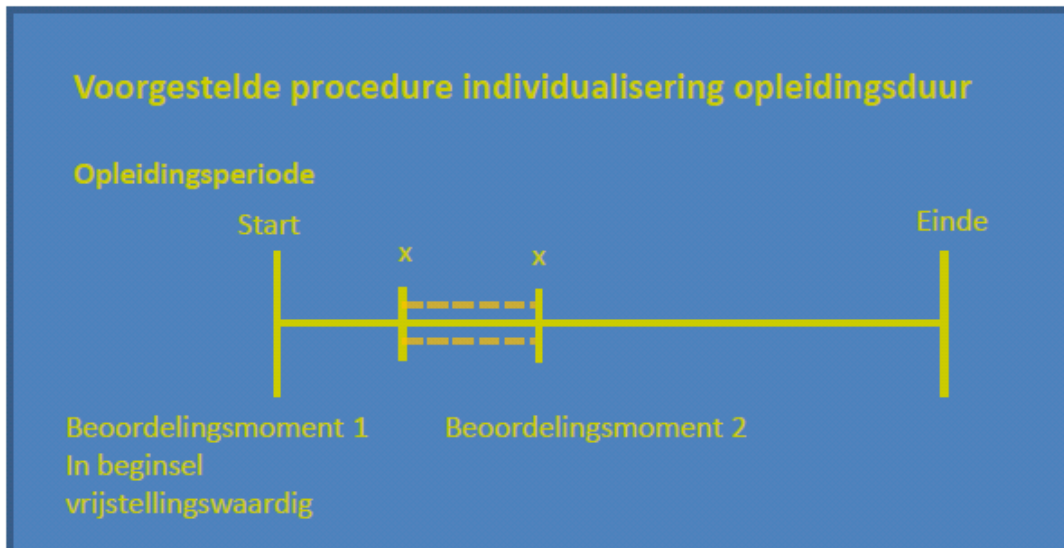 Voorgestelde procedure individualisering opleidingsduur
Opleidingsperiode
Start
Einde
x
x
Beoordelingsmoment 1
Beoordelingsmoment 2
In beginsel
vrijstellingswaardig